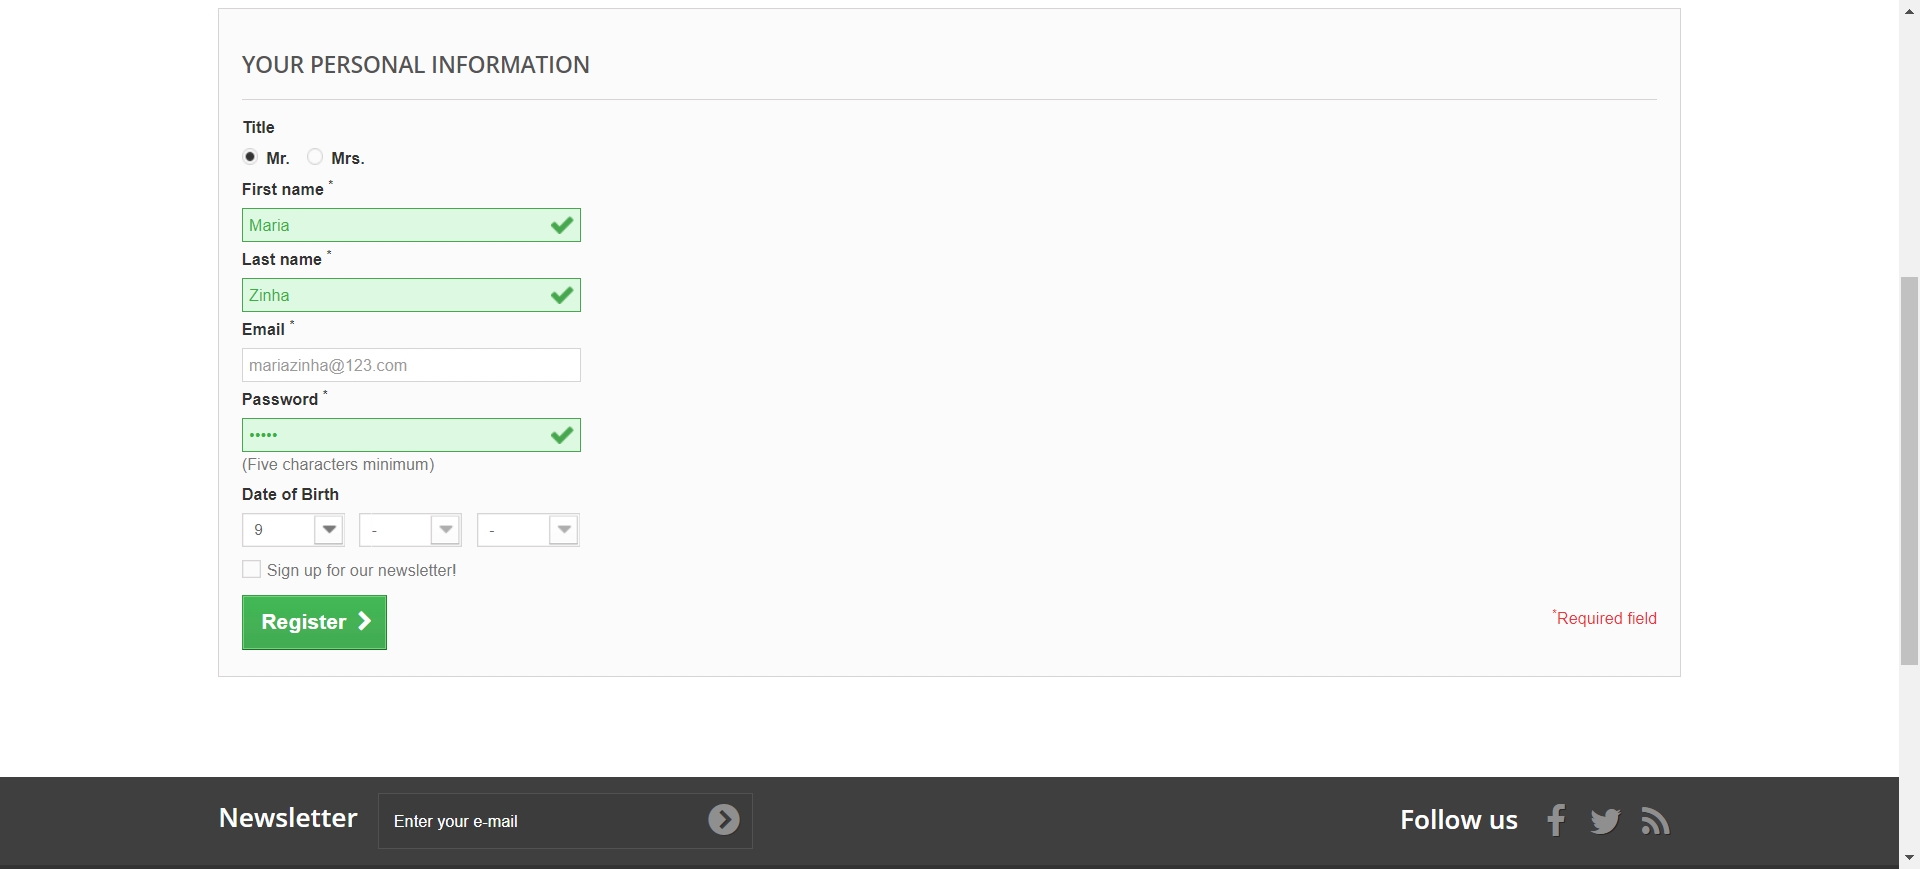 YOUR PERSONAL INFORMATION
Title
Mr. Mrs.
First name *
Maria
Last name *
Zinha
Email *
mariazinha@123.com
Password *
•••••
(Five characters minimum)
Date of Birth
9 - -
Sign up for our newsletter!
Register
*Required field
Newsletter
Enter your e-mail
Follow us